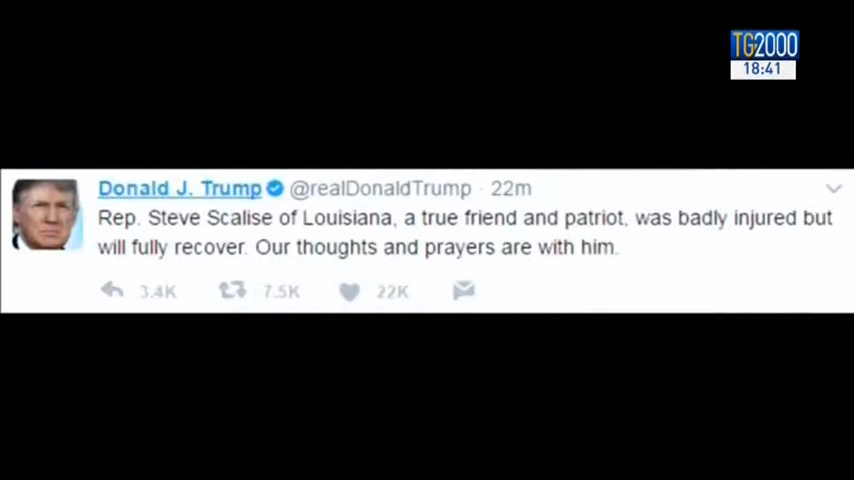 TG2000
18:41
Donald J. Trump @realDonaldTrump · 22m
Rep. Steve Scalise of Louisiana, a true friend and patriot, was badly injured but
will fully recover. Our thoughts and prayers are with him.
3.4K 7.5K 22K